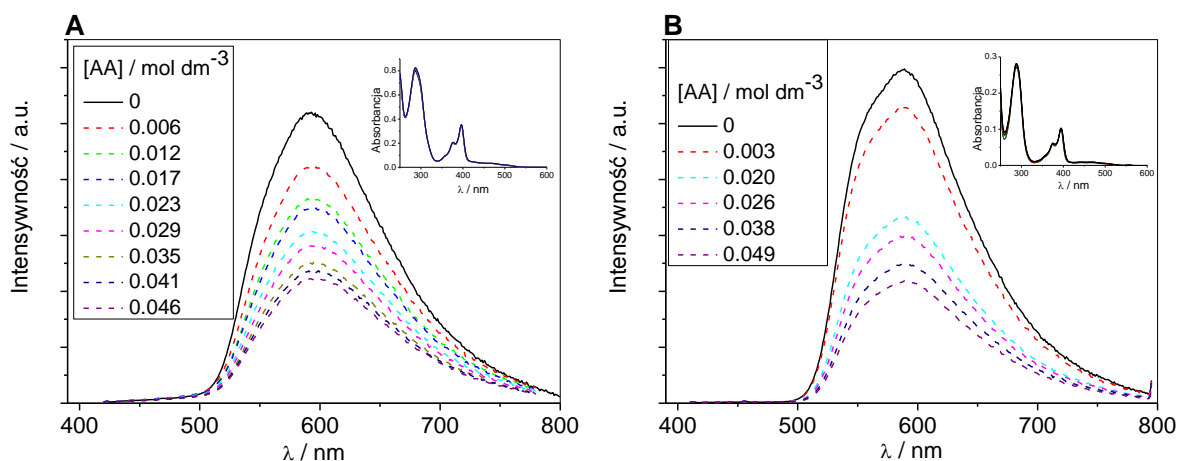 A
[AA] / mol dm-3
0
0.006
0.012
0.017
0.023
0.029
0.035
0.041
0.046
Intensywność / a.u.
400 500 600 700 800
λ / nm
Absorbancja
0.8
0.6
0.4
0.2
0.0
300 400 500 600
λ / nm
B
[AA] / mol dm-3
0
0.003
0.020
0.026
0.038
0.049
Intensywność / a.u.
400 500 600 700 800
λ / nm
Absorbancja
0.3
0.2
0.1
0.0
300 400 500 600
λ / nm